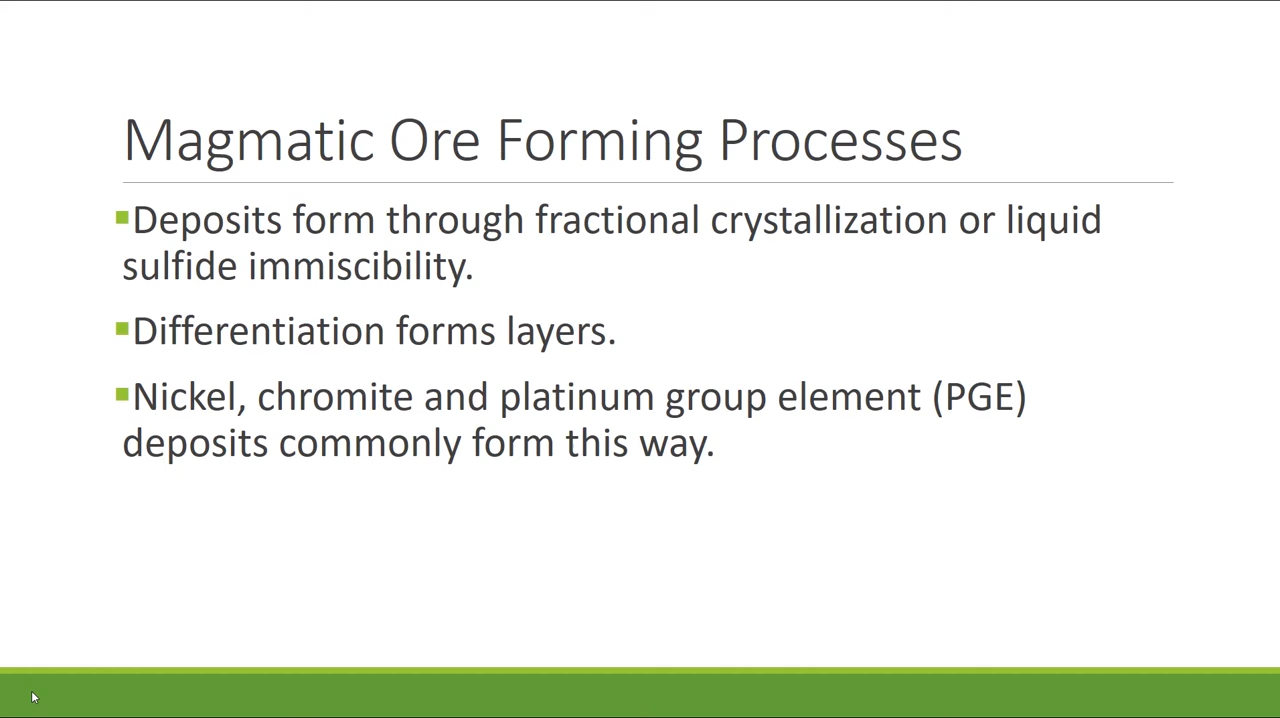 Magmatic Ore Forming Processes
▪Deposits form through fractional crystallization or liquid
sulfide immiscibility.
▪Differentiation forms layers.
▪Nickel, chromite and platinum group element (PGE)
deposits commonly form this way.